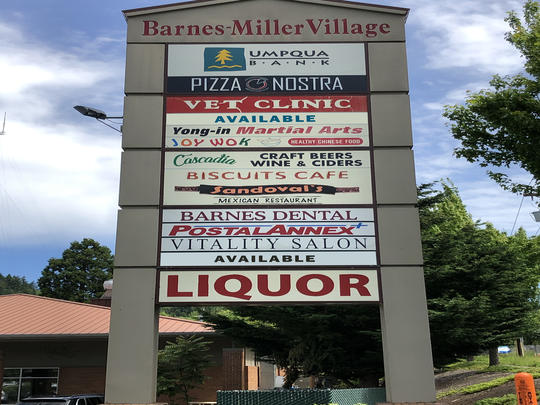 Barnes-Miller Village
UMPQUA
B·A·N·K
PIZZA NOSTRA
VET CLINIC
AVAILABLE
Yong-in Martial Arts
JOY WOK HEALTHY CHINESE FOOD
Cascadia CRAFT BEERS
WINE & CIDERS
BISCUITS CAFE
Sandoval's
MEXICAN RESTAURANT
BARNES DENTAL
POSTALANNEX+
VITALITY SALON
AVAILABLE
LIQUOR